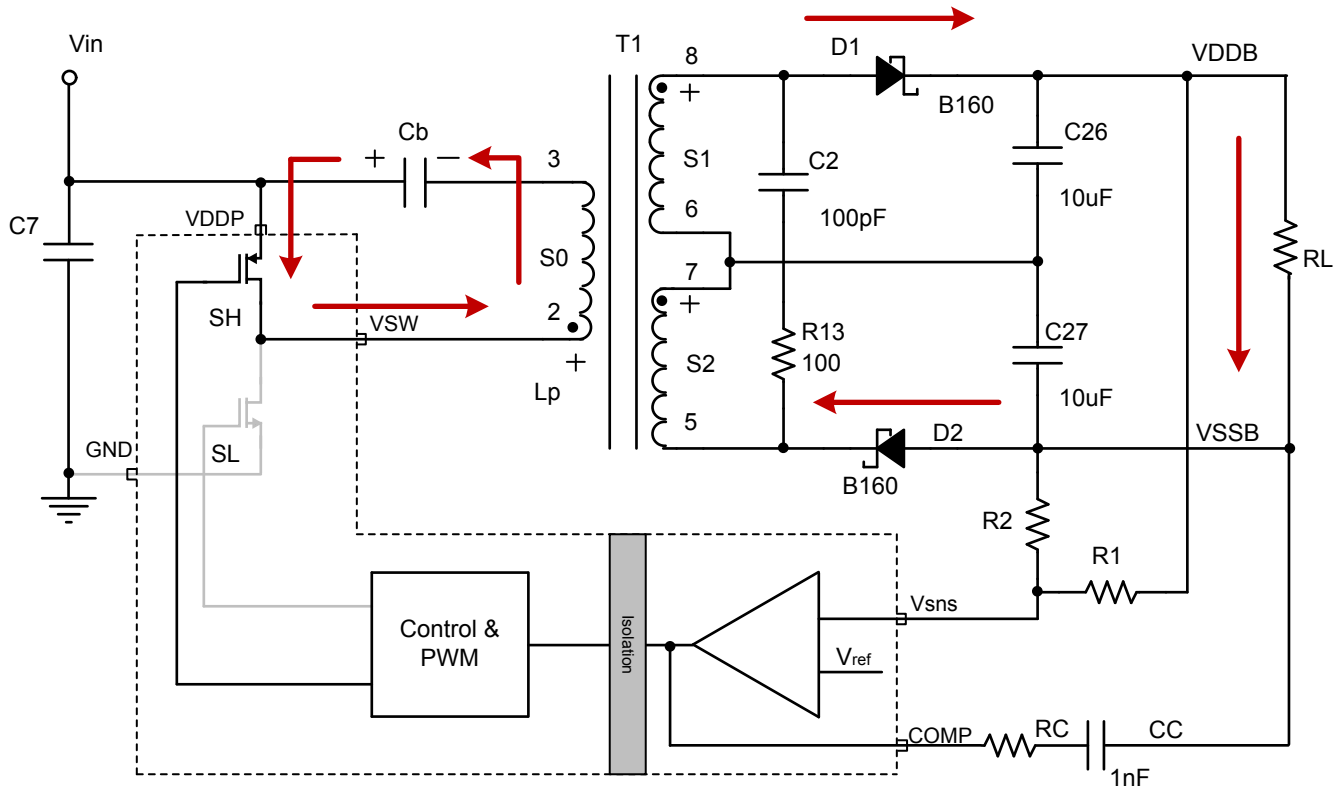 Vin
T1
8
D1
VDDB
+
B160
Cb
+
−
3
C26
S1
C2
C7
VDDP
10uF
6
100pF
S0
RL
7
SH
2
+
VSW
R13
100
C27
S2
+
Lp
10uF
5
D2
VSSB
GND
SL
B160
R2
R1
Isolation
Vsns
Control &
PWM
Vref
COMP
RC
CC
1nF